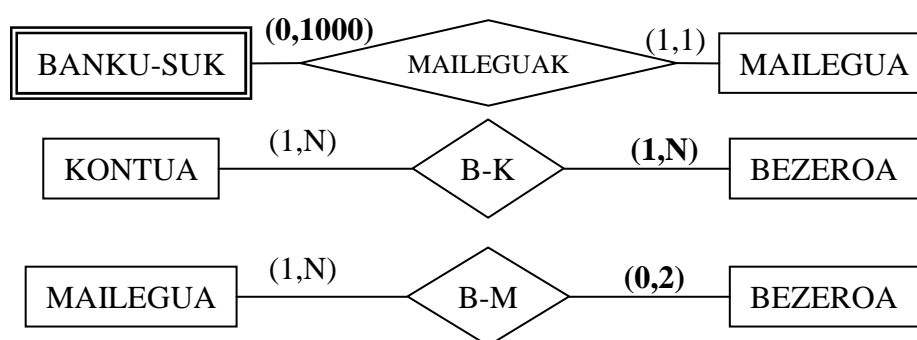 (0,1000)
BANKU-SUK MAILEGUAK (1,1) MAILEGUA
(1,N) (1,N)
KONTUA B-K BEZEROA
(1,N) (0,2)
MAILEGUA B-M BEZEROA